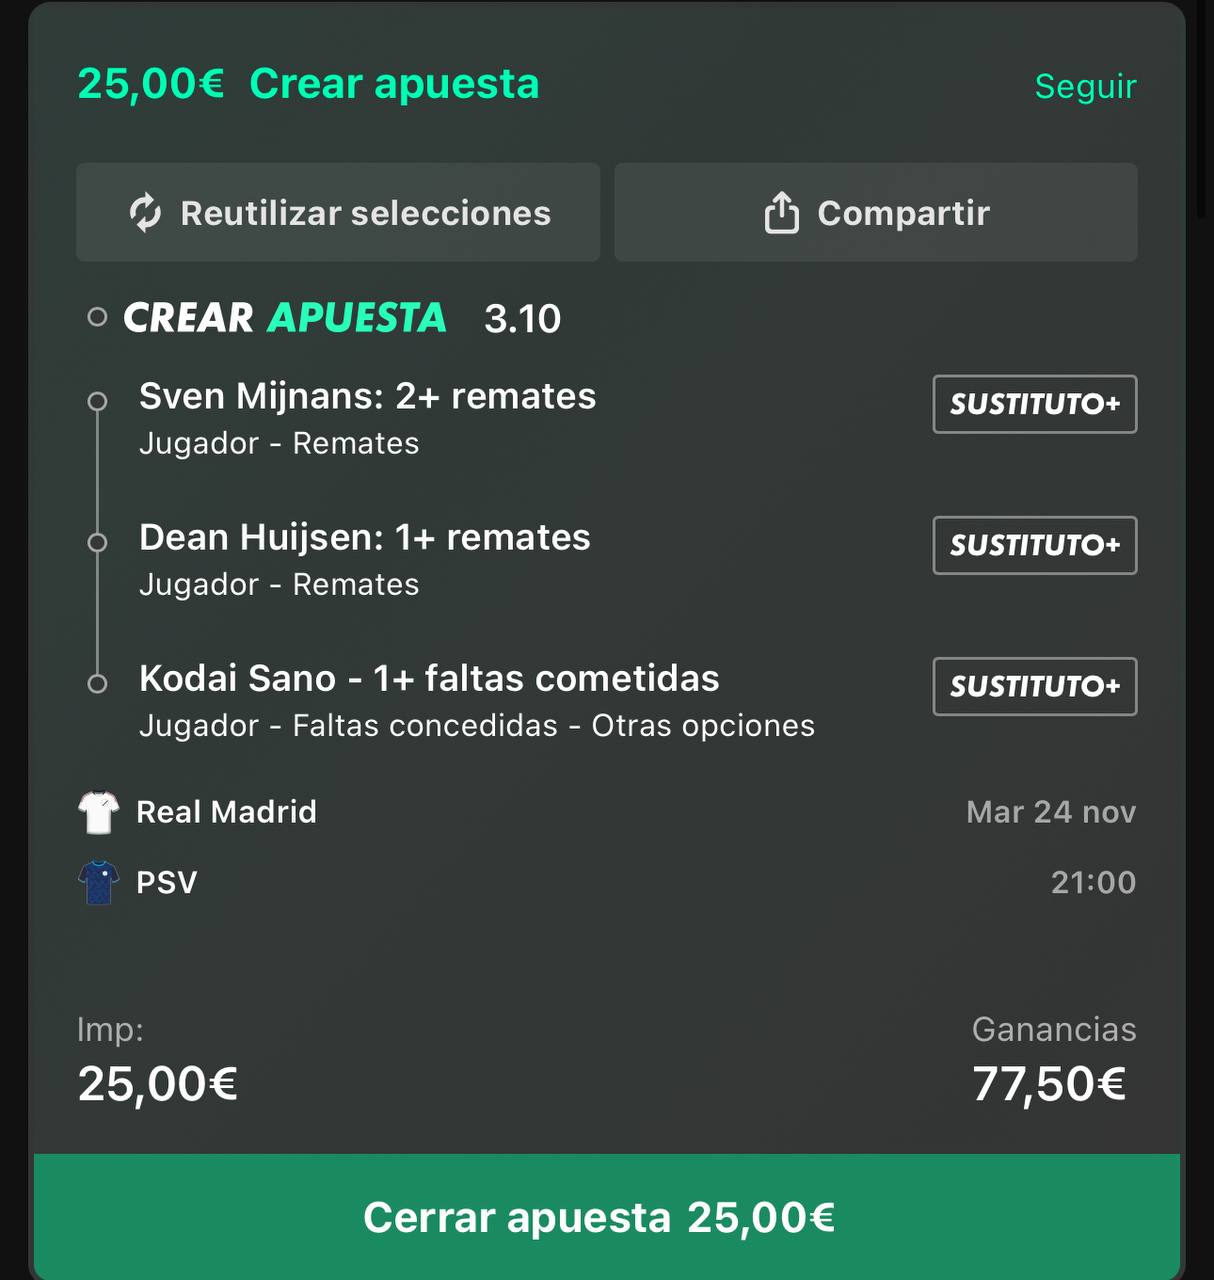 25,00€ Crear apuesta Seguir
Reutilizar selecciones Compartir
CREAR APUESTA 3.10
Sven Mijnans: 2+ remates SUSTITUTO+
Jugador - Remates
Dean Huijsen: 1+ remates SUSTITUTO+
Jugador - Remates
Kodai Sano - 1+ faltas cometidas SUSTITUTO+
Jugador - Faltas concedidas - Otras opciones
Real Madrid Mar 24 nov
PSV 21:00
Imp: Ganancias
25,00€ 77,50€
Cerrar apuesta 25,00€